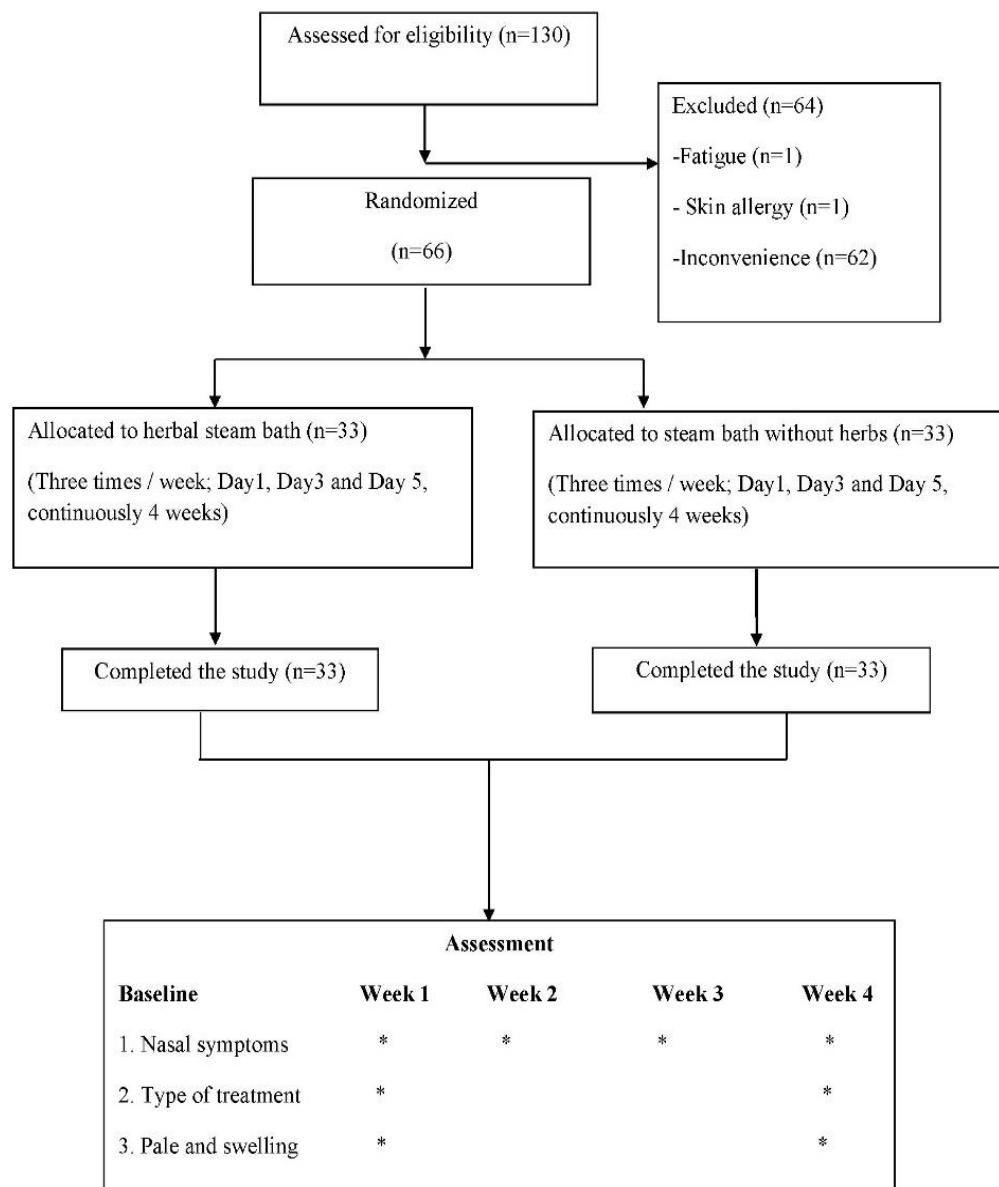 Assessed for eligibility (n=130)
Excluded (n=64)
-Fatigue (n=1)
- Skin allergy (n=1)
-Inconvenience (n=62)
Randomized
(n=66)
Allocated to herbal steam bath (n=33)
(Three times / week; Day1, Day3 and Day 5,
continuously 4 weeks)
Allocated to steam bath without herbs (n=33)
(Three times / week; Day1, Day3 and Day 5,
continuously 4 weeks)
Completed the study (n=33)
Completed the study (n=33)
Assessment
Baseline Week 1 Week 2 Week 3 Week 4
1. Nasal symptoms * * * *
2. Type of treatment * *
3. Pale and swelling * *